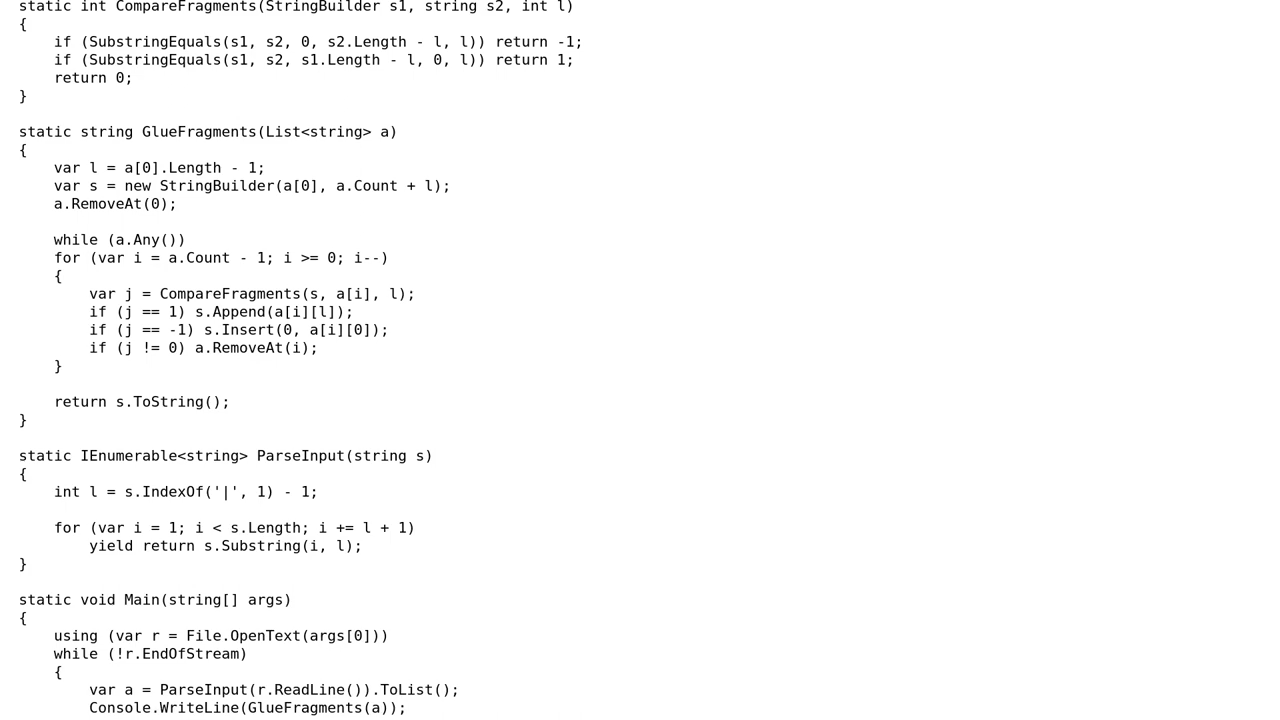 static int CompareFragments(StringBuilder s1, string s2, int l)
{
    if (SubstringEquals(s1, s2, 0, s2.Length - l, l)) return -1;
    if (SubstringEquals(s1, s2, s1.Length - l, 0, l)) return 1;
    return 0;
}

static string GlueFragments(List<string> a)
{
    var l = a[0].Length - 1;
    var s = new StringBuilder(a[0], a.Count + l);
    a.RemoveAt(0);

    while (a.Any())
    for (var i = a.Count - 1; i >= 0; i--)
    {
        var j = CompareFragments(s, a[i], l);
        if (j == 1) s.Append(a[i][l]);
        if (j == -1) s.Insert(0, a[i][0]);
        if (j != 0) a.RemoveAt(i);
    }

    return s.ToString();
}

static IEnumerable<string> ParseInput(string s)
{
    int l = s.IndexOf('|', 1) - 1;

    for (var i = 1; i < s.Length; i += l + 1)
        yield return s.Substring(i, l);
}

static void Main(string[] args)
{
    using (var r = File.OpenText(args[0]))
    while (!r.EndOfStream)
    {
        var a = ParseInput(r.ReadLine()).ToList();
        Console.WriteLine(GlueFragments(a));